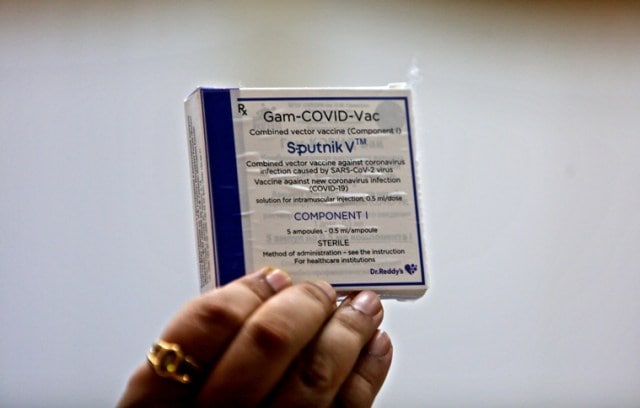 Rx
Gam-COVID-Vac
Combined vector vaccine (Component I)
Sputnik V™
Combined vector vaccine against coronavirus
infection caused by SARS-CoV-2 virus
Vaccine against new coronavirus infection
(COVID-19)
solution for intramuscular injection, 0.5 ml/dose
COMPONENT I
5 ampoules - 0.5 ml/ampoule
STERILE
Method of administration – see the instruction
For healthcare institutions
Dr.Reddy's